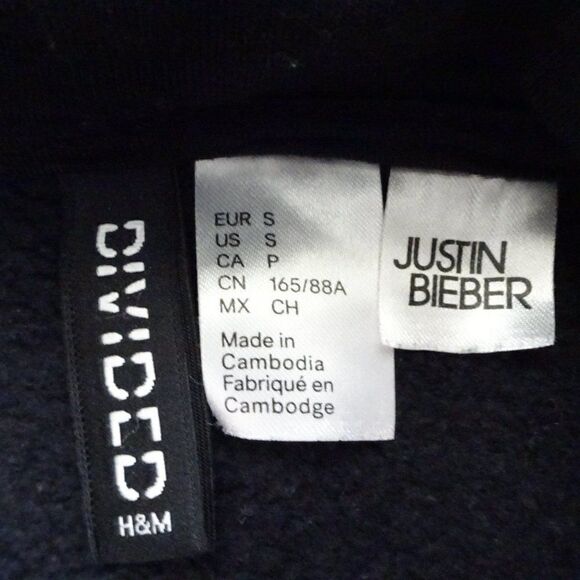 DIVIDED
H&M
EUR S
US S
CA P
CN 165/88A
MX CH
Made in
Cambodia
Fabriqué en
Cambodge
JUSTIN
BIEBER